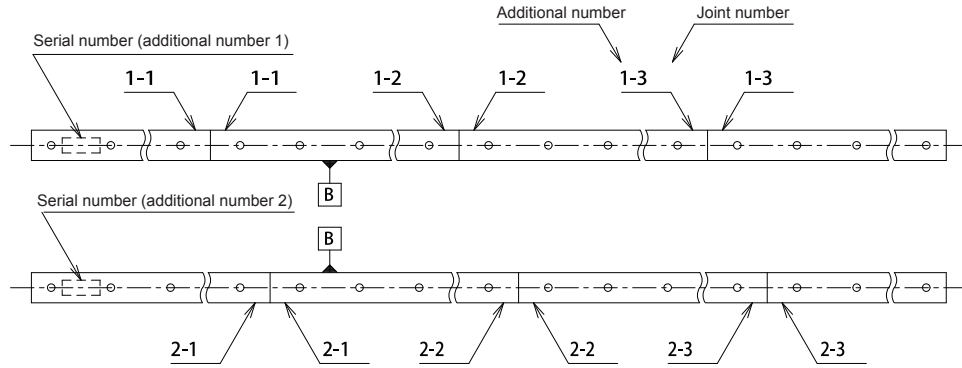 Additional number Joint number
Serial number (additional number 1)
1-1 1-1 1-2 1-2 1-3 1-3
B
Serial number (additional number 2)
B
2-1 2-1 2-2 2-2 2-3 2-3